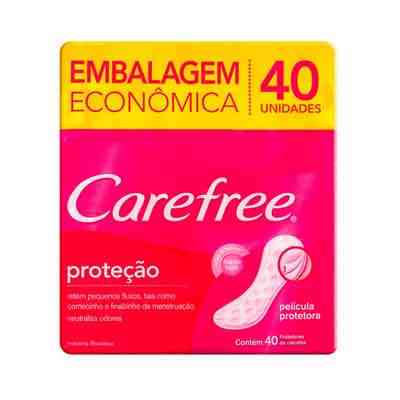 EMBALAGEM
ECONÔMICA
40
UNIDADES
Carefree®
proteção
retém pequenos fluxos, tais como
comecinho e finalzinho da menstruação
neutraliza odores
película
protetora
Indústria Brasileira
Contém 40 protetores
de calcinha